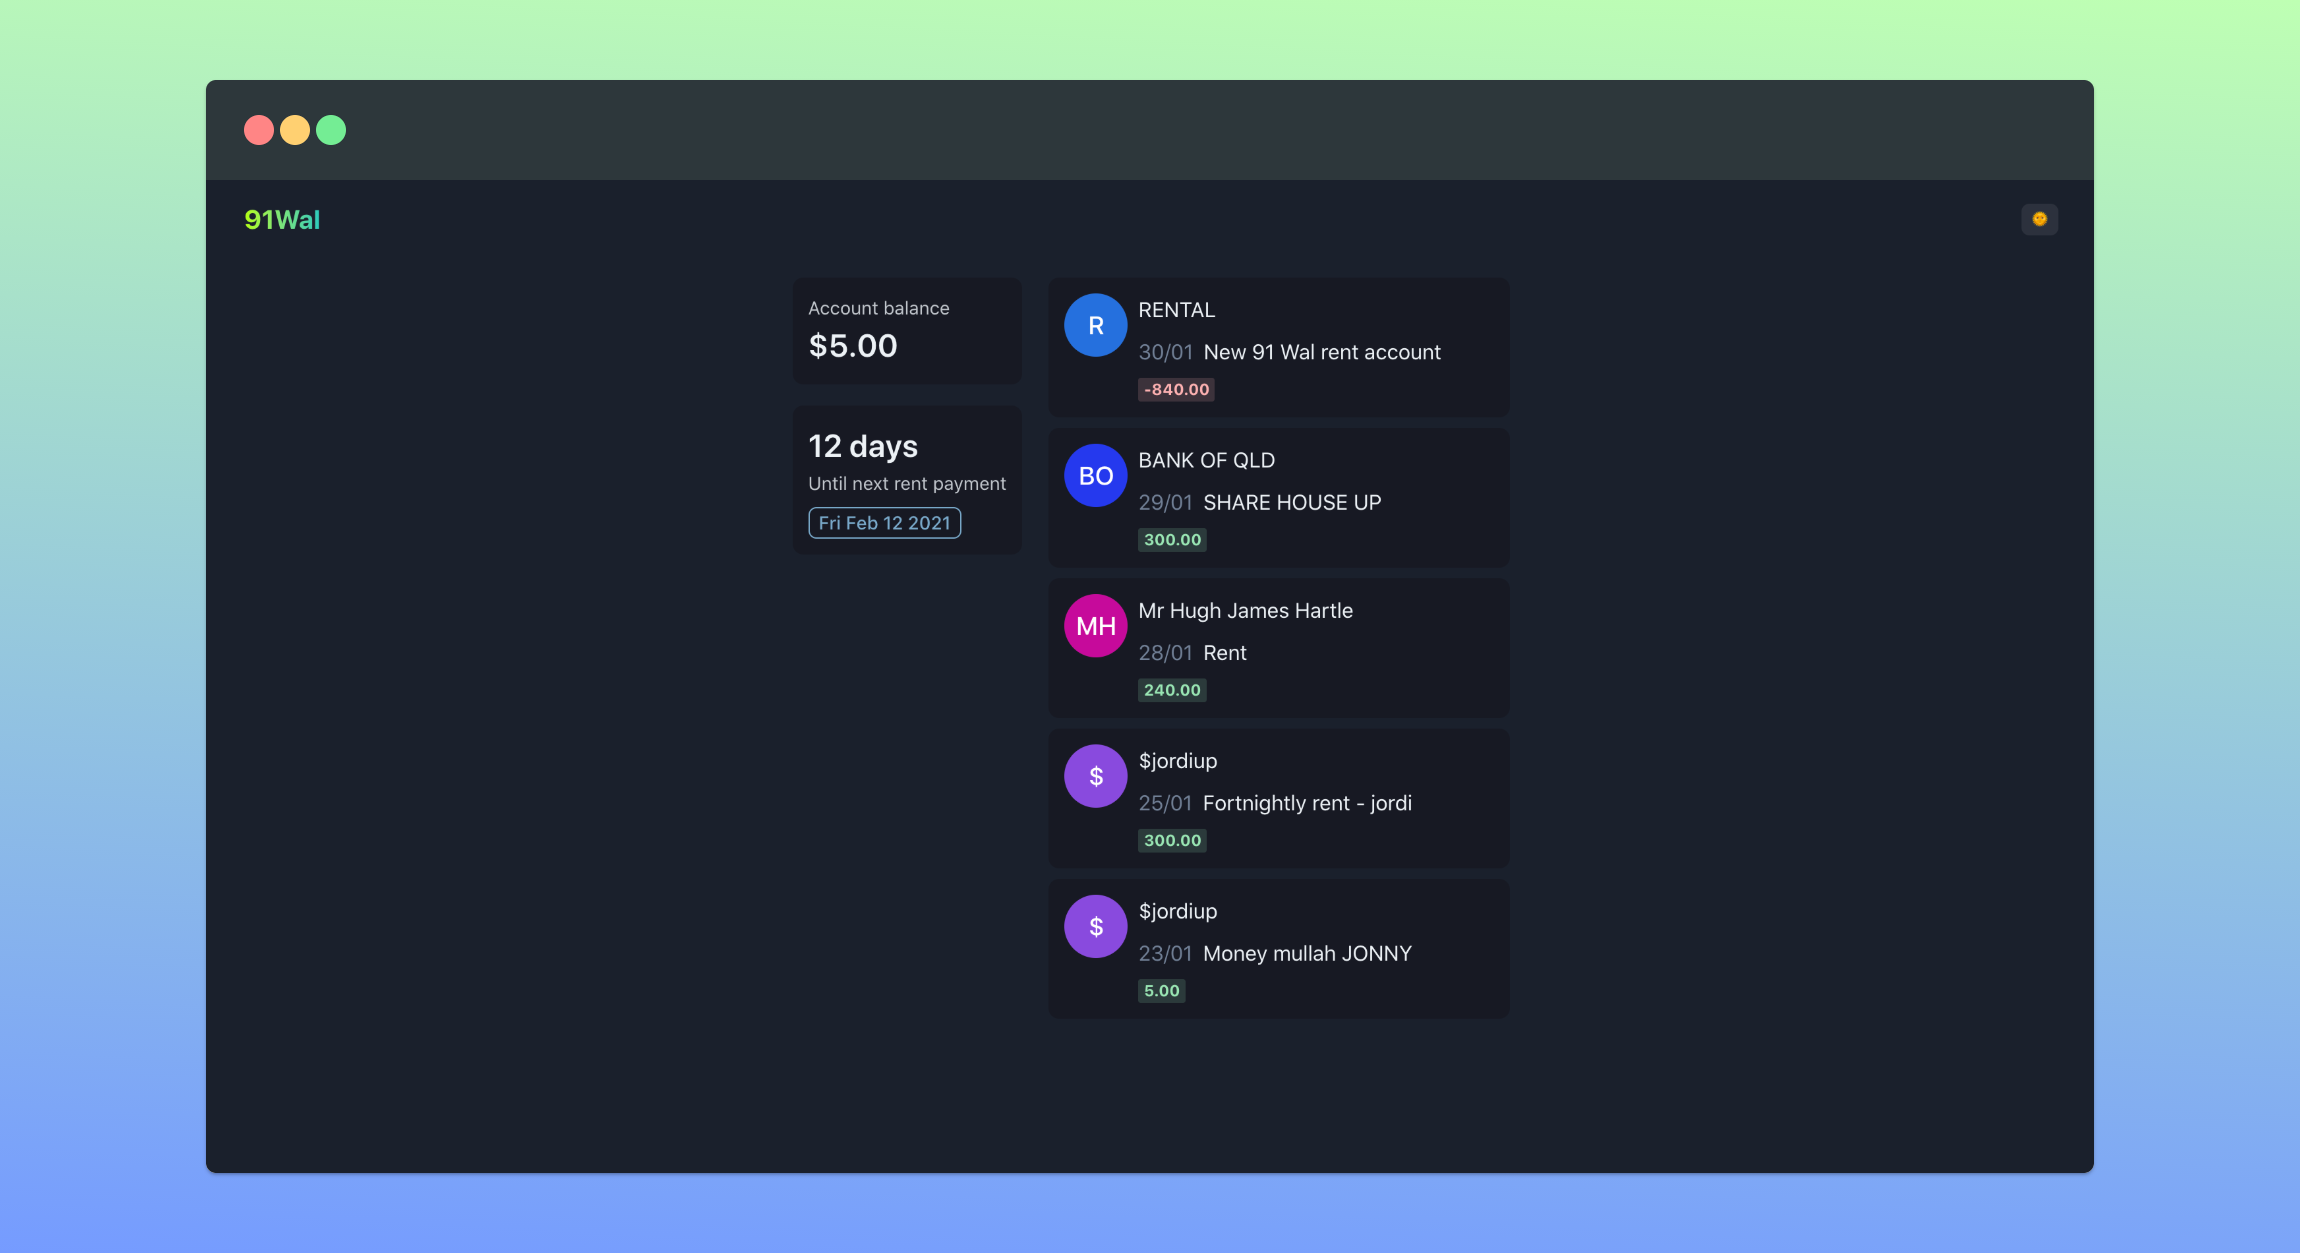 91Wal
Account balance
$5.00
12 days
Until next rent payment
Fri Feb 12 2021
R
RENTAL
30/01 New 91 Wal rent account
-840.00
BO
BANK OF QLD
29/01 SHARE HOUSE UP
300.00
MH
Mr Hugh James Hartle
28/01 Rent
240.00
$
$jordiup
25/01 Fortnightly rent - jordi
300.00
$
$jordiup
23/01 Money mullah JONNY
5.00